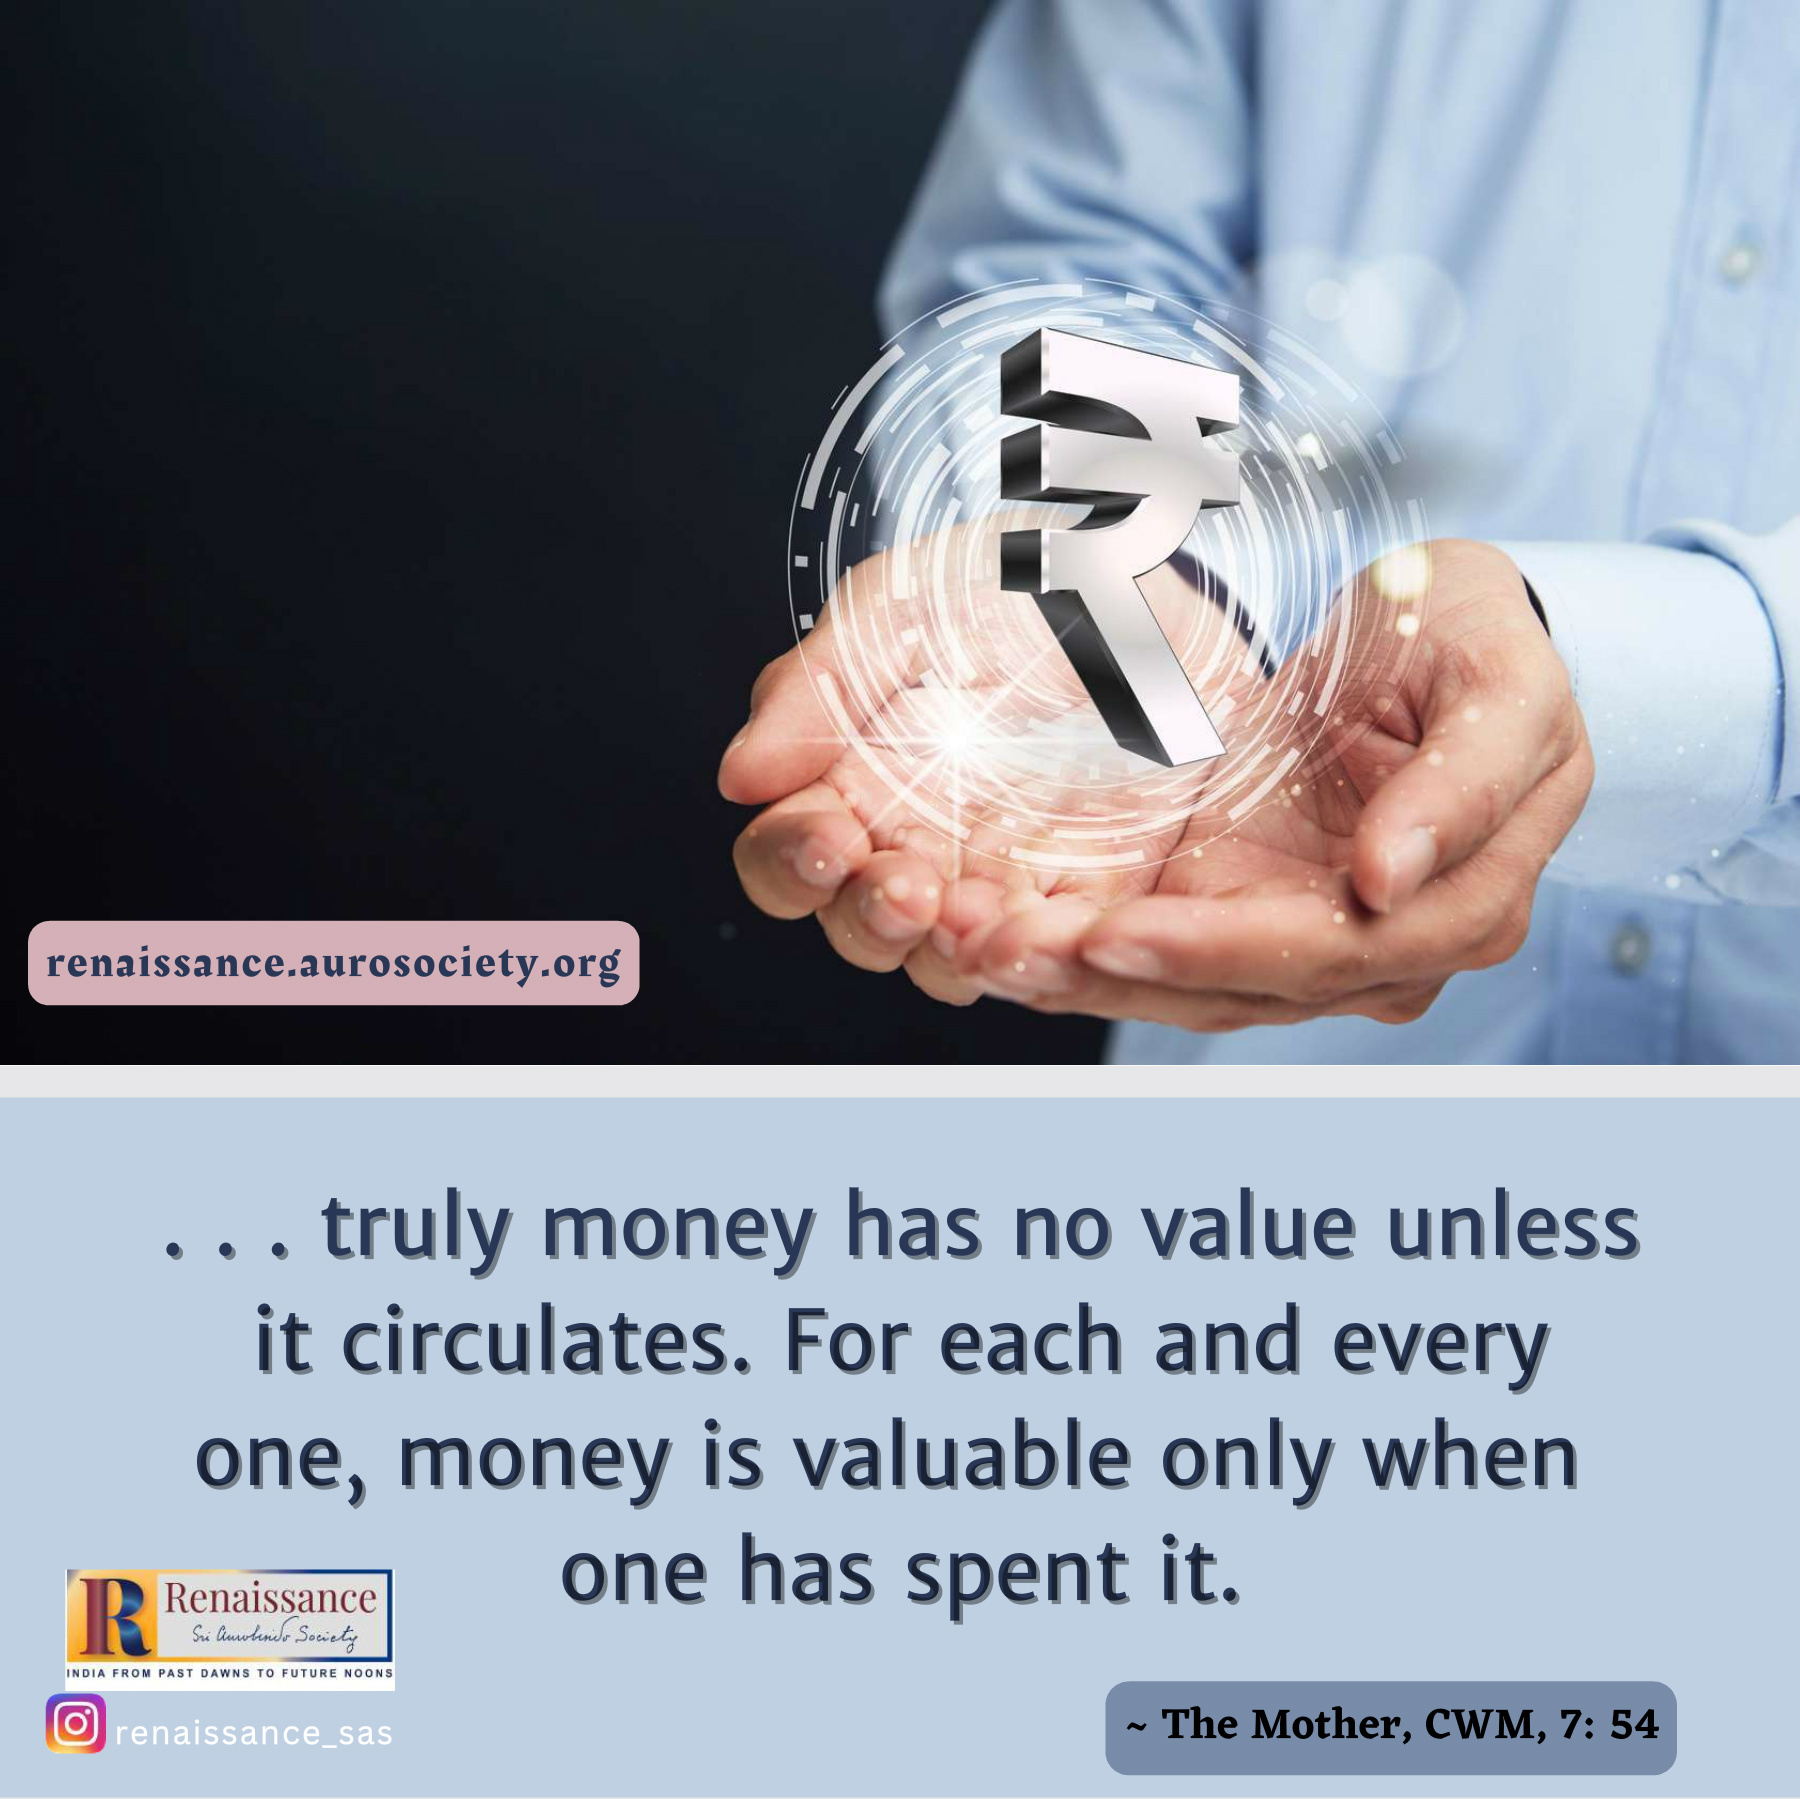 renaissance.aurosociety.org
. . . truly money has no value unless
it circulates. For each and every
one, money is valuable only when
one has spent it.
R Renaissance
Sri Aurobindo Society
INDIA FROM PAST DAWNS TO FUTURE NOONS
renaissance_sas
~ The Mother, CWM, 7: 54